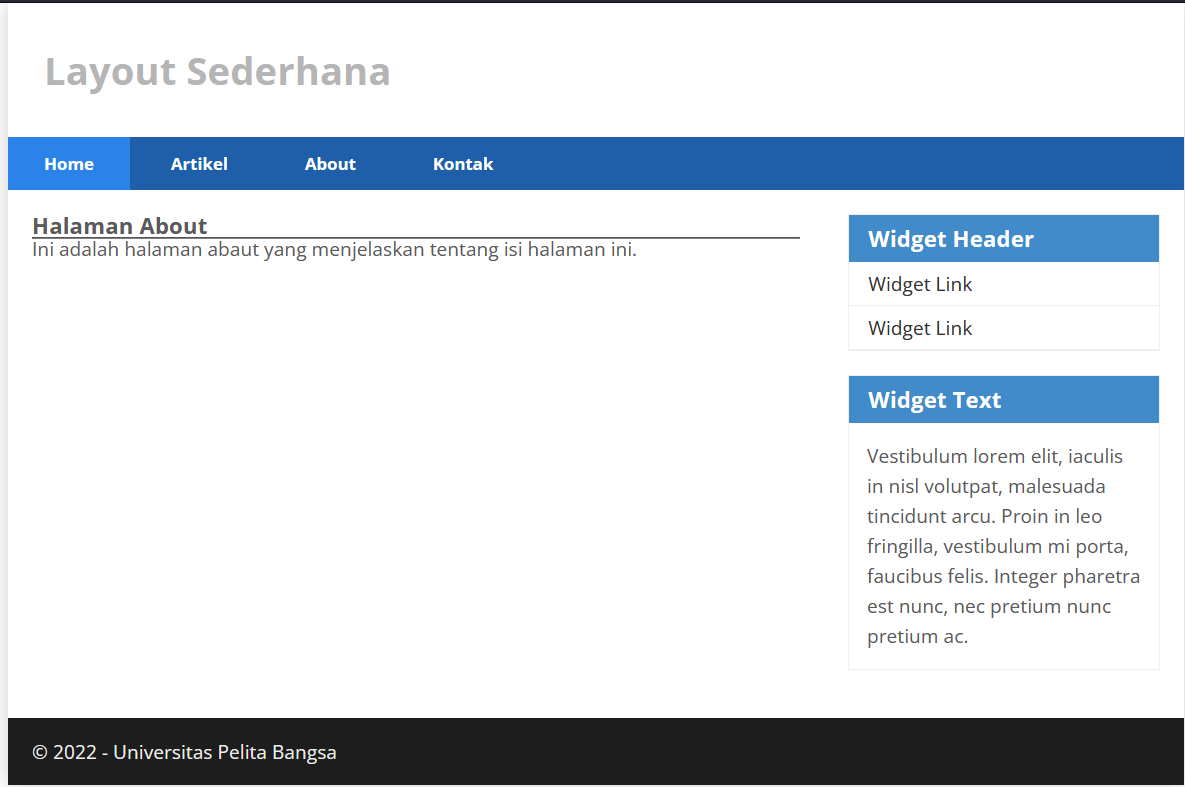 Layout Sederhana
Home Artikel About Kontak
Halaman About
Ini adalah halaman abaut yang menjelaskan tentang isi halaman ini.
Widget Header
Widget Link
Widget Link
Widget Text
Vestibulum lorem elit, iaculis
in nisl volutpat, malesuada
tincidunt arcu. Proin in leo
fringilla, vestibulum mi porta,
faucibus felis. Integer pharetra
est nunc, nec pretium nunc
pretium ac.
© 2022 - Universitas Pelita Bangsa